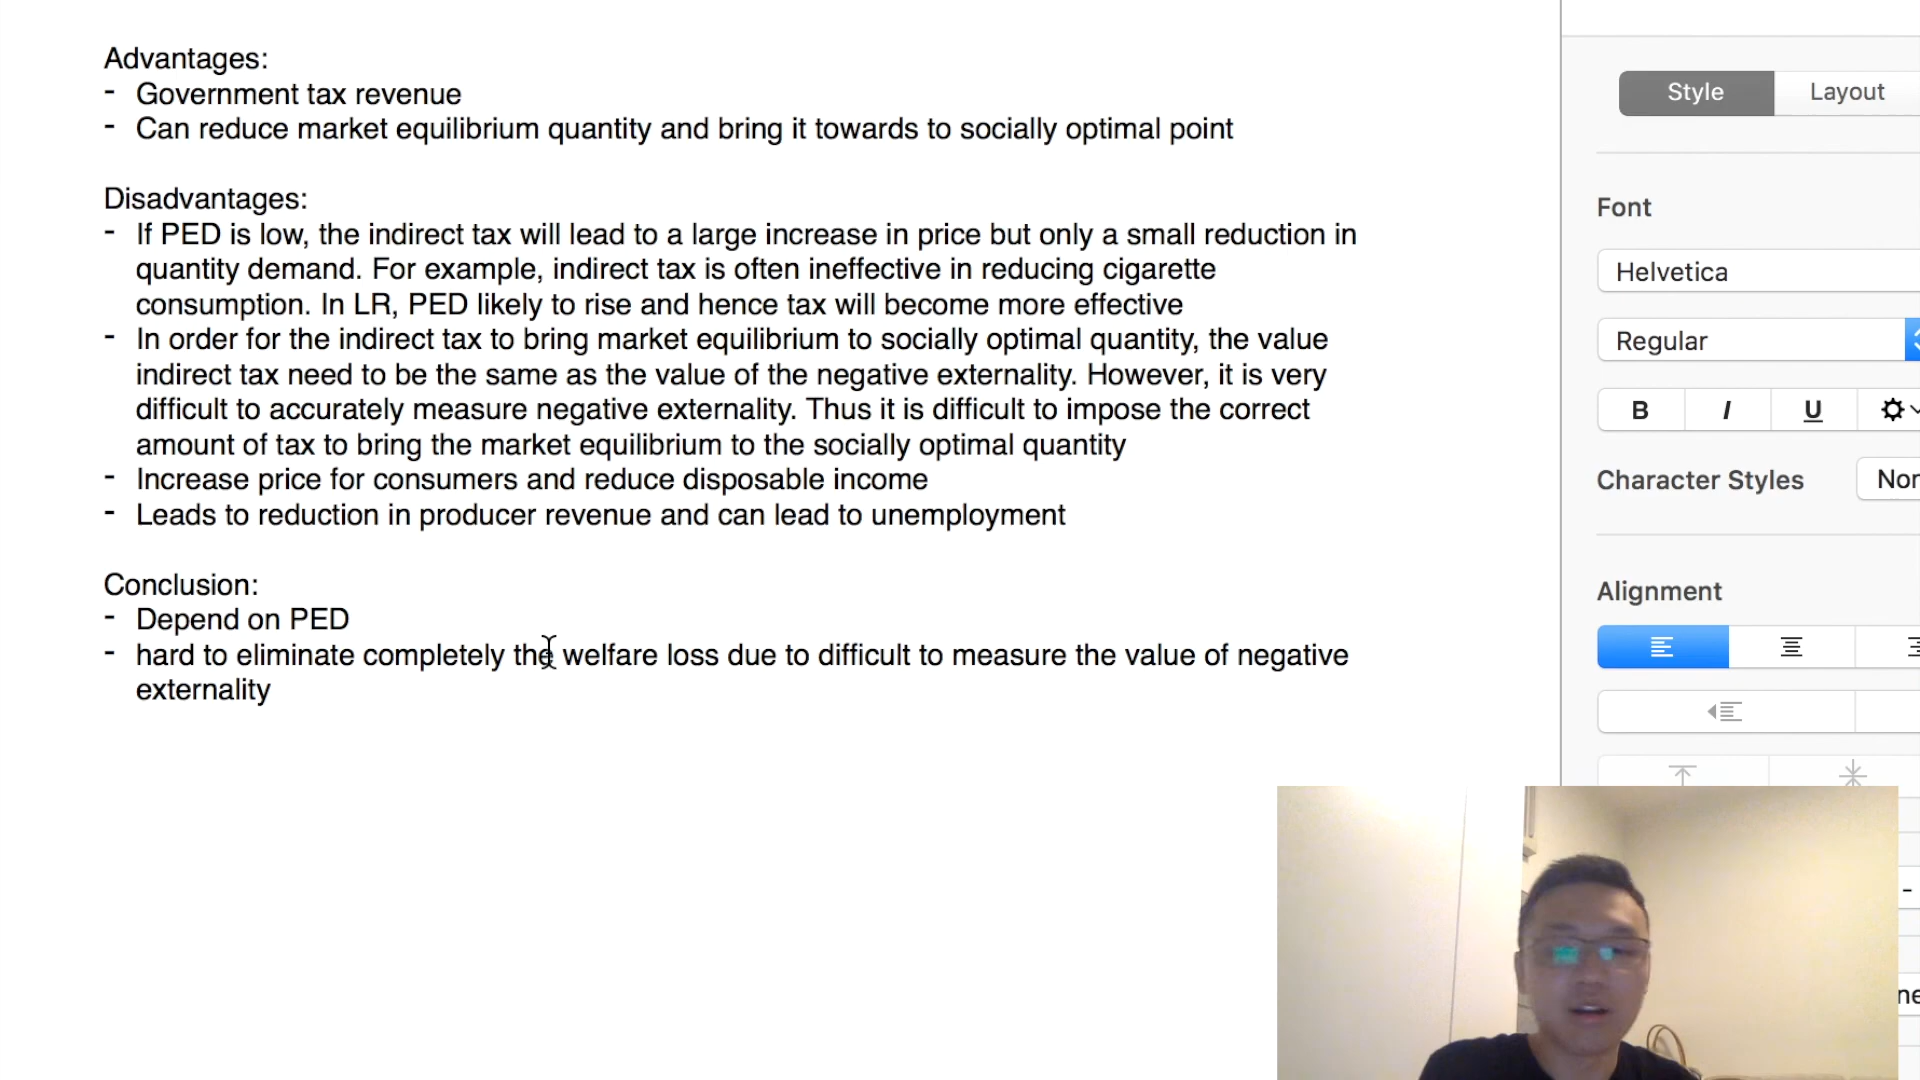 Advantages:
- Government tax revenue
- Can reduce market equilibrium quantity and bring it towards to socially optimal point
Disadvantages:
- If PED is low, the indirect tax will lead to a large increase in price but only a small reduction in
quantity demand. For example, indirect tax is often ineffective in reducing cigarette
consumption. In LR, PED likely to rise and hence tax will become more effective
- In order for the indirect tax to bring market equilibrium to socially optimal quantity, the value
indirect tax need to be the same as the value of the negative externality. However, it is very
difficult to accurately measure negative externality. Thus it is difficult to impose the correct
amount of tax to bring the market equilibrium to the socially optimal quantity
- Increase price for consumers and reduce disposable income
- Leads to reduction in producer revenue and can lead to unemployment
Conclusion:
- Depend on PED
- hard to eliminate completely the welfare loss due to difficult to measure the value of negative
externality
Style Layout
Font
Helvetica
Regular
B I U
Character Styles
Alignment